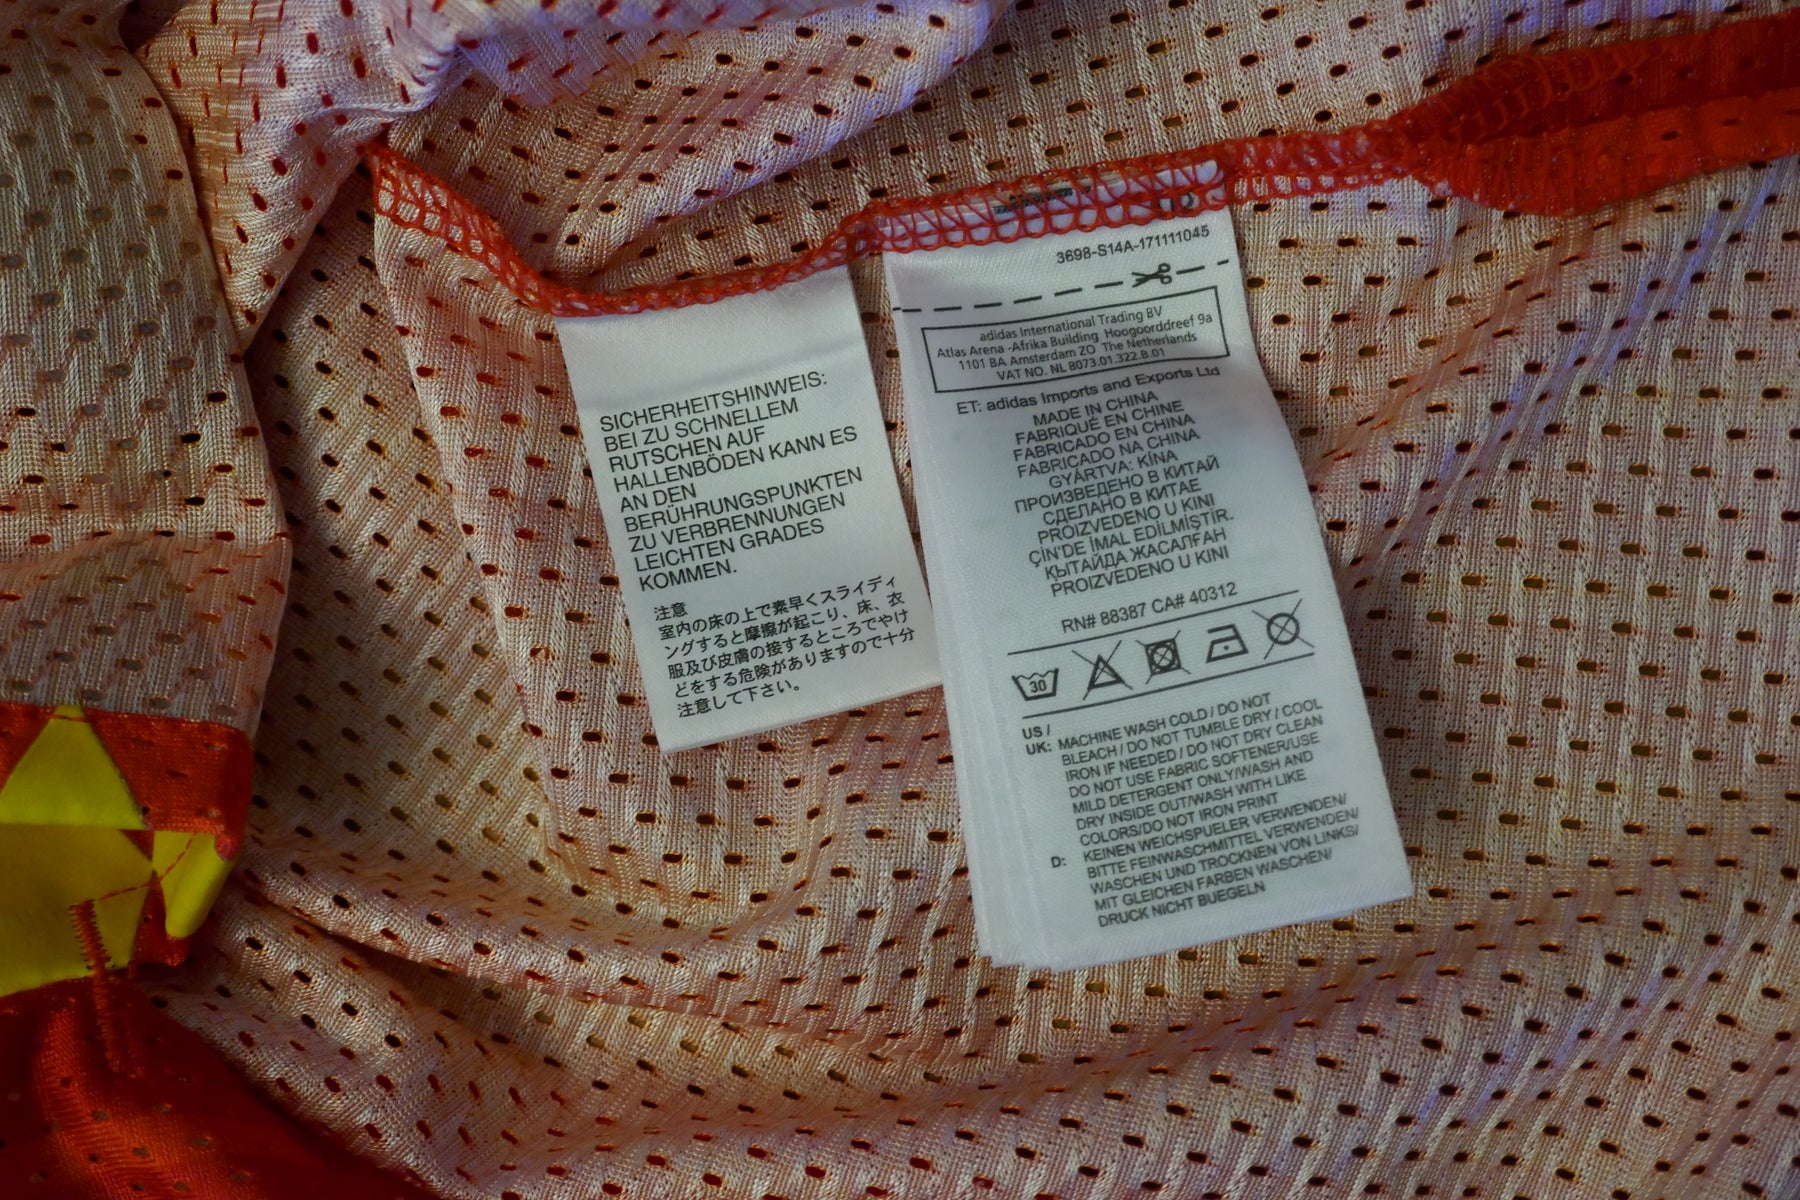 SICHERHEITSHINWEIS:
BEI ZU SCHNELLEM
RUTSCHEN AUF
HALLENBÖDEN KANN ES
AN DEN
BERÜHRUNGSPUNKTEN
ZU VERBRENNUNGEN
LEICHTEN GRADES
KOMMEN.
注意
室内の床の上で素早くスライディ
ングすると摩擦が起こり、床、衣
服及び皮膚の接するところでやけ
どをする危険がありますので十分
注意して下さい。
3698-S14A-171111045
adidas International Trading BV
Atlas Arena -Afrika Building Hoogoorddreef 9a
1101 BA Amsterdam ZO The Netherlands
VAT NO. NL 8073.01.322.B.01
ET: adidas Imports and Exports Ltd
MADE IN CHINA
FABRIQUÉ EN CHINE
FABRICADO EN CHINA
FABRICADO NA CHINA
GYÁRTVA: KÍNA
ПРОИЗВЕДЕНО В КИТАЙ
СДЕЛАНО В КИТАЕ
PROIZVEDENO U KINI
ÇİN'DE İMAL EDİLMİŞTİR.
ҚЫТАЙДА ЖАСАЛҒАН
PROIZVEDENO U KINI
RN# 88387 CA# 40312
30
US / UK: MACHINE WASH COLD / DO NOT
BLEACH / DO NOT TUMBLE DRY / COOL
IRON IF NEEDED / DO NOT DRY CLEAN
DO NOT USE FABRIC SOFTENER/USE
MILD DETERGENT ONLY/WASH AND
DRY INSIDE OUT/WASH WITH LIKE
COLORS/DO NOT IRON PRINT
D: KEINEN WEICHSPUELER VERWENDEN/
BITTE FEINWASCHMITTEL VERWENDEN/
WASCHEN UND TROCKNEN VON LINKS/
MIT GLEICHEN FARBEN WASCHEN/
DRUCK NICHT BUEGELN